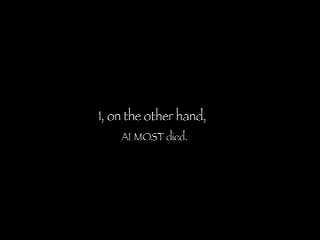 I, on the other hand,
ALMOST died.